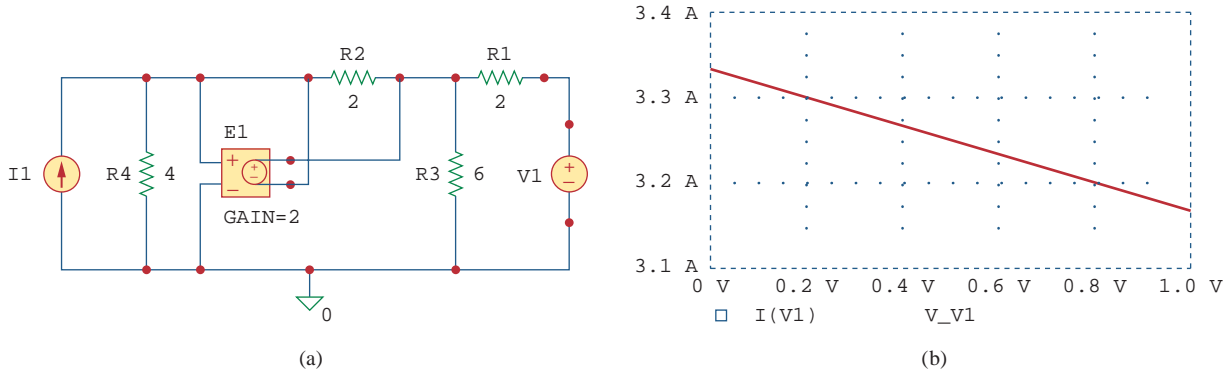 R2
R1
2
2
E1
+
+
−
−
I1
R4
4
R3
6
+
−
V1
GAIN=2
0
(a)
3.4 A
3.3 A
3.2 A
3.1 A
0 V 0.2 V 0.4 V 0.6 V 0.8 V 1.0 V
I(V1) V_V1
(b)